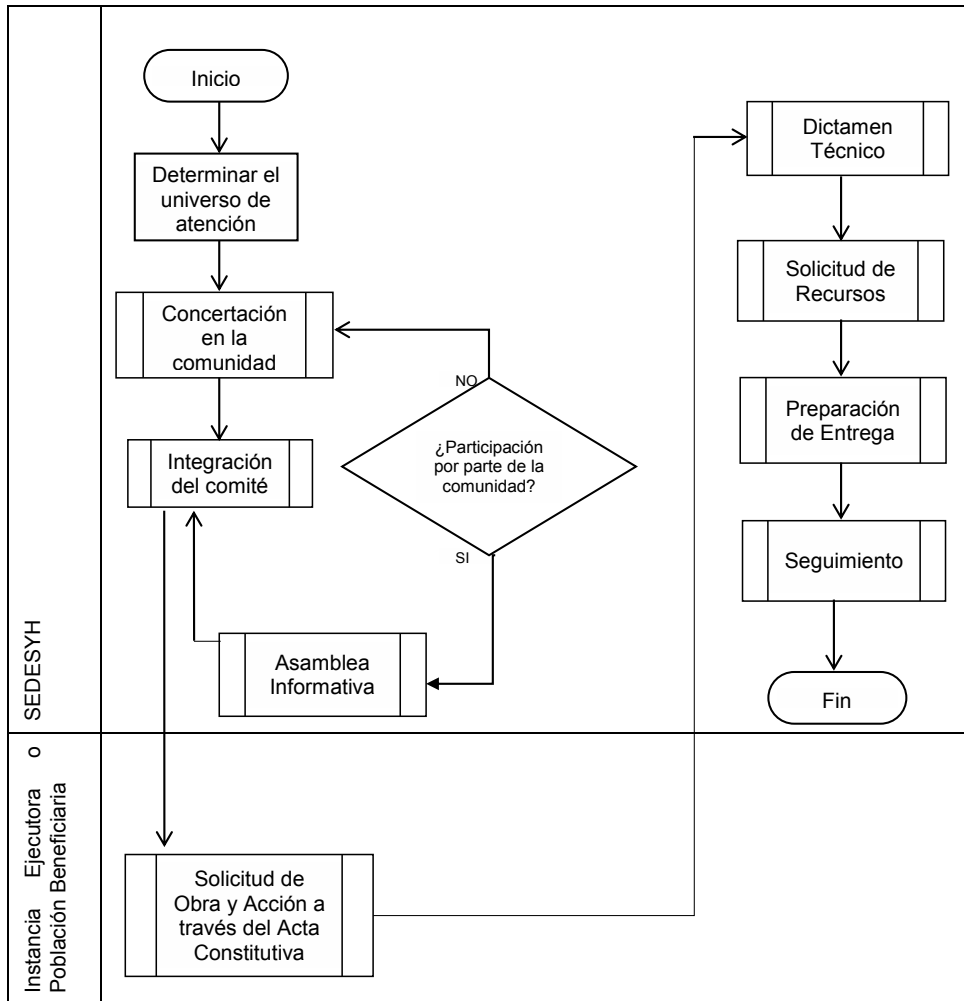 SEDESYH
Inicio
Determinar el
universo de
atención
Concertación
en la
comunidad
Integración
del comité
NO
¿Participación
por parte de la
comunidad?
SI
Asamblea
Informativa
Dictamen
Técnico
Solicitud de
Recursos
Preparación
de Entrega
Seguimiento
Fin
Instancia Ejecutora o
Población Beneficiaria
Solicitud de
Obra y Acción a
través del Acta
Constitutiva